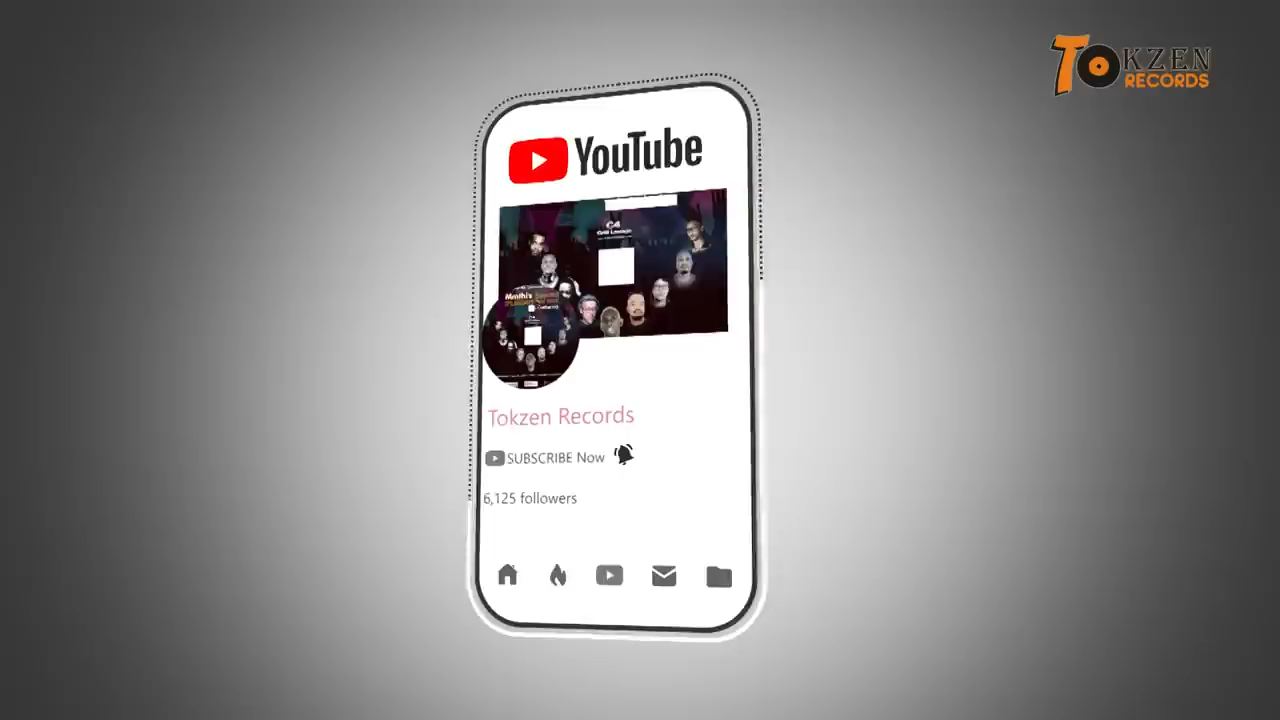 TOKZEN
RECORDS
YouTube
Tokzen Records
SUBSCRIBE Now
6,125 followers